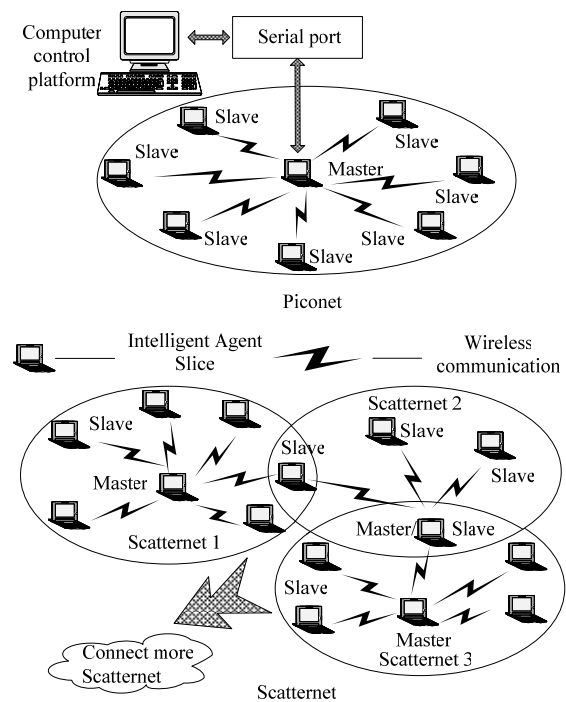 Computer
control
platform
Serial port
Slave
Slave
Slave
Master
Slave
Slave
Slave
Slave
Piconet
Intelligent Agent
Slice
Wireless
communication
Scatternet 2
Slave
Slave
Slave
Slave
Master
Master/ Slave
Scatternet 1
Slave
Master
Scatternet 3
Connect more
Scatternet
Scatternet